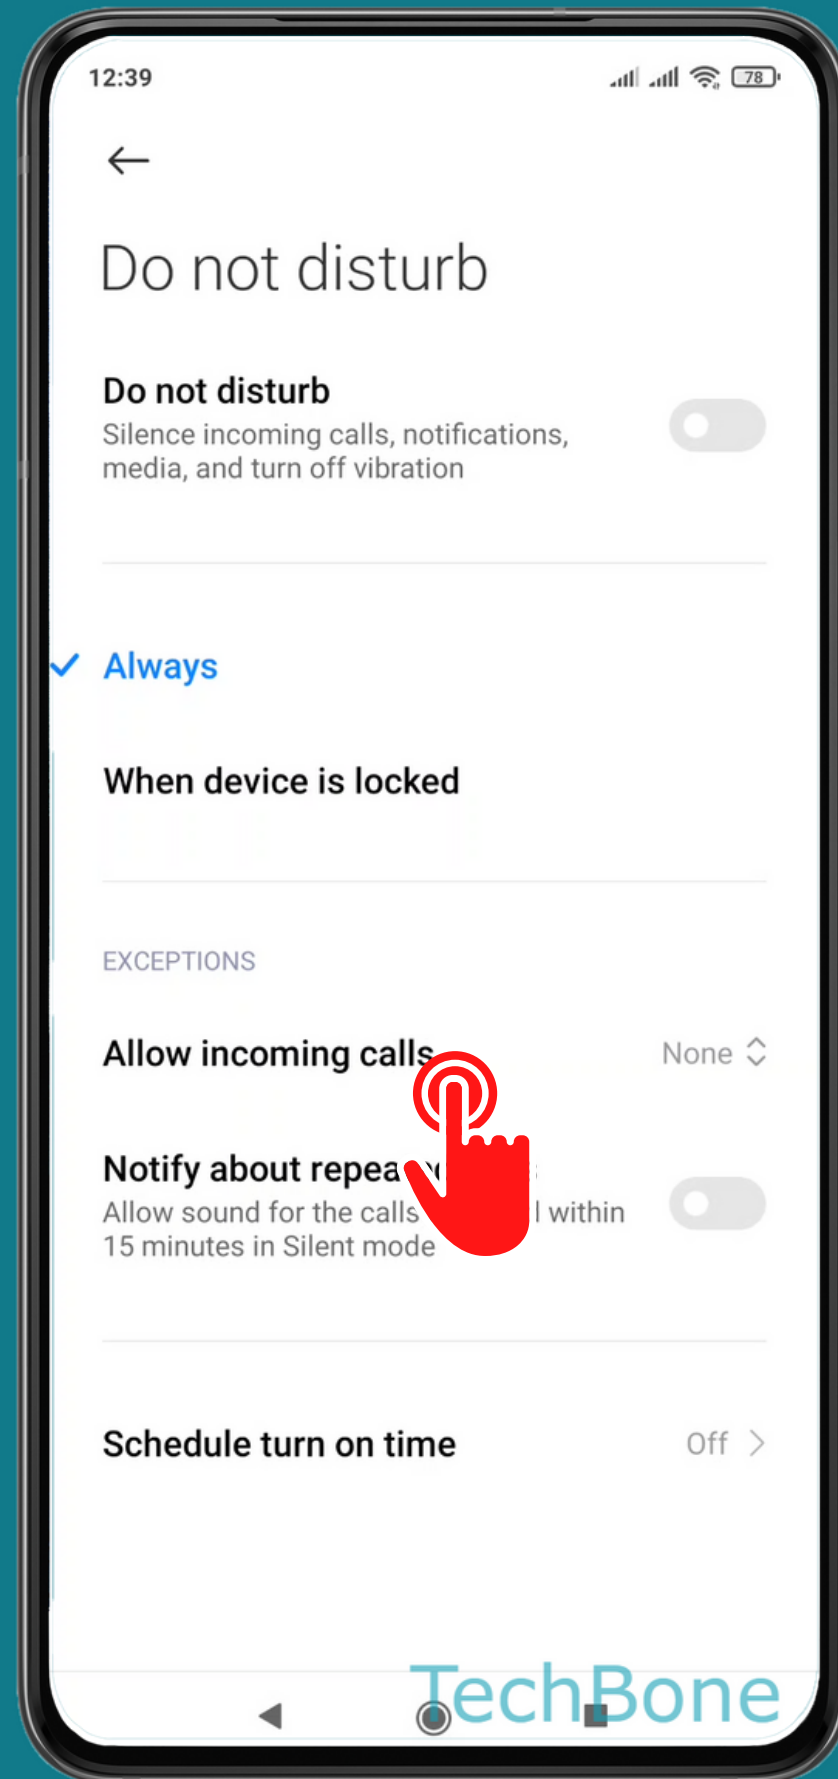 12:39
78
Do not disturb
Do not disturb
Silence incoming calls, notifications,
media, and turn off vibration
Always
When device is locked
EXCEPTIONS
Allow incoming calls
None
Notify about
Allow sound for the calls within
15 minutes in Silent mode
Schedule turn on time
Off
TechBone